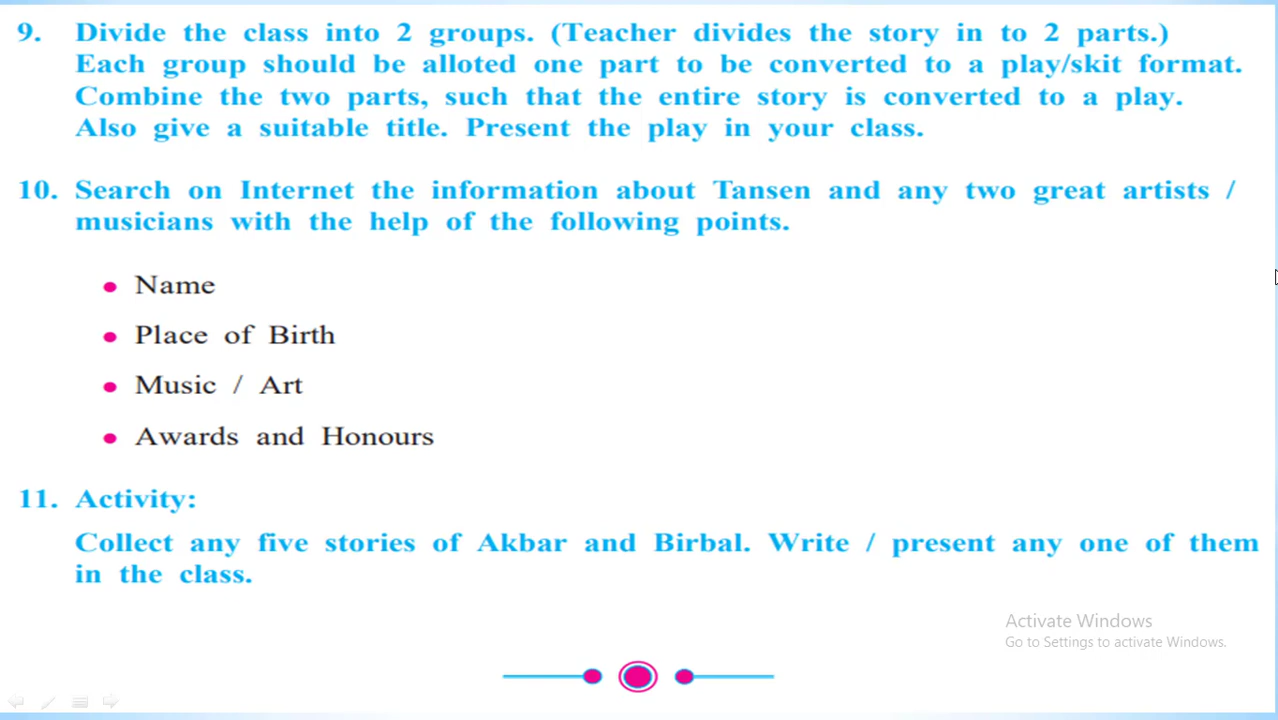 9. Divide the class into 2 groups. (Teacher divides the story in to 2 parts.)
Each group should be alloted one part to be converted to a play/skit format.
Combine the two parts, such that the entire story is converted to a play.
Also give a suitable title. Present the play in your class.
10. Search on Internet the information about Tansen and any two great artists /
musicians with the help of the following points.
• Name
• Place of Birth
• Music / Art
• Awards and Honours
11. Activity:
Collect any five stories of Akbar and Birbal. Write / present any one of them
in the class.
Activate Windows
Go to Settings to activate Windows.